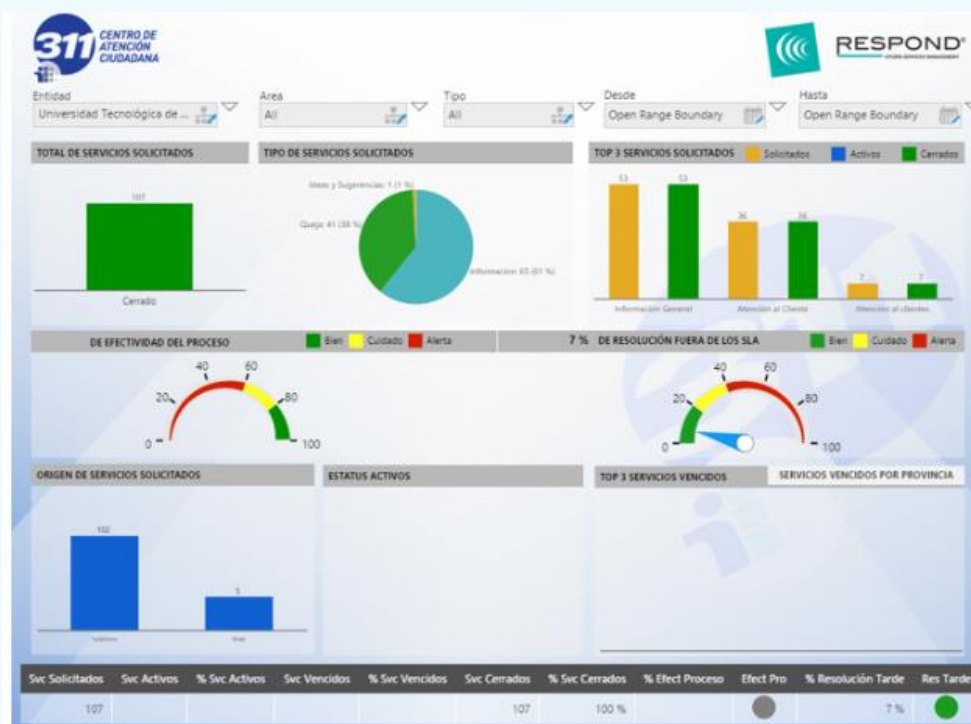 311 CENTRO DE
ATENCIÓN
CIUDADANA
RESPOND®
Entidad
Universidad Tecnológica de ...
Area
All
Tipo
All
Desde
Open Range Boundary
Hasta
Open Range Boundary
TOTAL DE SERVICIOS SOLICITADOS
107
Cerrado
TIPO DE SERVICIOS SOLICITADOS
Ideas y Sugerencias: 1 (1 %)
Queja: 41 (38 %)
Informacion: 65 (61 %)
TOP 3 SERVICIOS SOLICITADOS
Solicitados
Activos
Cerrados
53 53
36 36
7 7
Información General
Atención al Cliente
Atención al clientes
DE EFECTIVIDAD DEL PROCESO
Bien Cuidado Alerta
0 20 40 60 80 100
7 % DE RESOLUCIÓN FUERA DE LOS SLA
Bien Cuidado Alerta
0 20 40 60 80 100
ORIGEN DE SERVICIOS SOLICITADOS
102
5
ESTATUS ACTIVOS
TOP 3 SERVICIOS VENCIDOS
SERVICIOS VENCIDOS POR PROVINCIA
Svc Solicitados Svc Activos % Svc Activos Svc Vencidos % Svc Vencidos Svc Cerrados % Svc Cerrados % Efect Proceso Efect Pro % Resolución Tarde Res Tarde
107 107 100 % 7 %